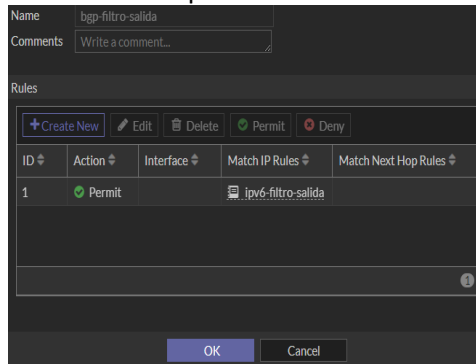 Name bgp-filtro-salida
Comments Write a comment...
Rules
+Create New Edit Delete Permit Deny
ID Action Interface Match IP Rules Match Next Hop Rules
1 Permit ipv6-filtro-salida
1
OK Cancel